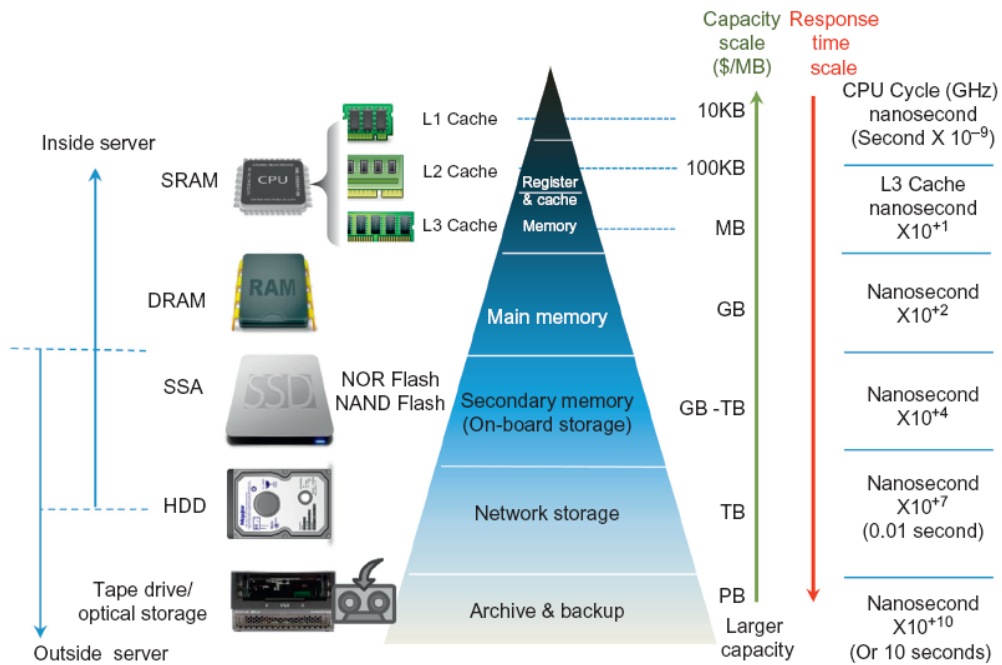 Capacity
scale
($/MB)
Response
time
scale
CPU Cycle (GHz)
nanosecond
(Second X 10⁻⁹)
Inside server
SRAM
CPU
L1 Cache
L2 Cache
L3 Cache
Register
& cache
Memory
10KB
100KB
MB
L3 Cache
nanosecond
X10⁺¹
DRAM
RAM
Main memory
GB
Nanosecond
X10⁺²
SSA
SSD
NOR Flash
NAND Flash
Secondary memory
(On-board storage)
GB -TB
Nanosecond
X10⁺⁴
HDD
Network storage
TB
Nanosecond
X10⁺⁷
(0.01 second)
Tape drive/
optical storage
Archive & backup
PB
Larger
capacity
Nanosecond
X10⁺¹⁰
(Or 10 seconds)
Outside server